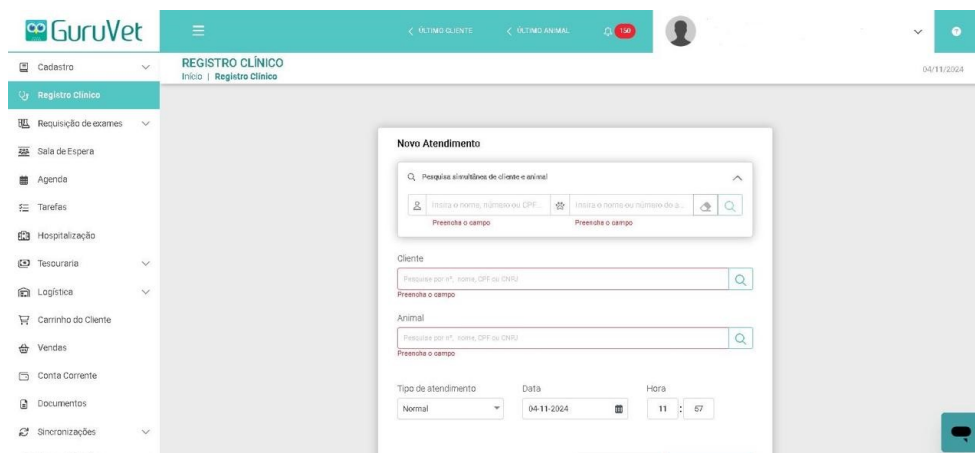 GuruVet
ÚLTIMO CLIENTE
ÚLTIMO ANIMAL
150
Cadastro
Registro Clínico
Requisição de exames
Sala de Espera
Agenda
Tarefas
Hospitalização
Tesouraria
Logística
Carrinho do Cliente
Vendas
Conta Corrente
Documentos
Sincronizações
REGISTRO CLÍNICO
Início | Registro Clínico
04/11/2024
Novo Atendimento
Pesquisa simultânea de cliente e animal
Insira o nome, número ou CPF...
Insira o nome ou número do a...
Preencha o campo
Preencha o campo
Cliente
Pesquise por nº, nome, CPF ou CNPJ
Preencha o campo
Animal
Pesquise por nº, nome, CPF ou CNPJ
Preencha o campo
Tipo de atendimento
Data
Hora
Normal
04-11-2024
11 : 57